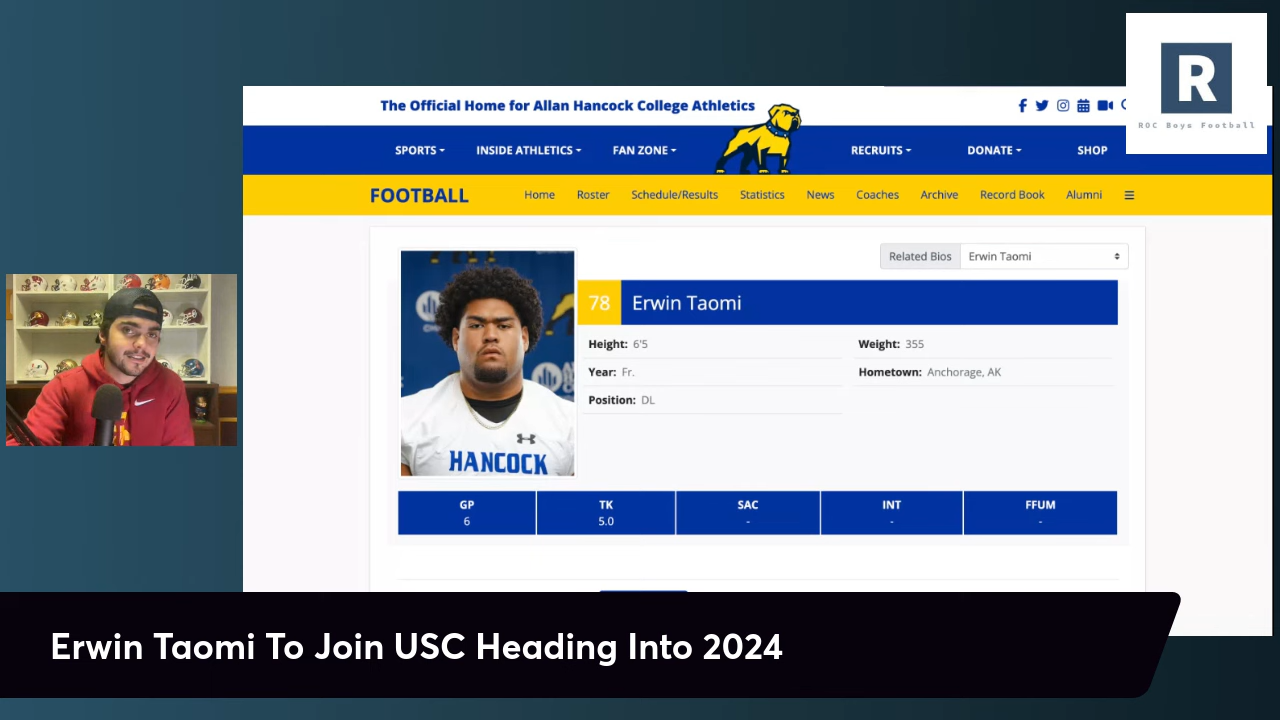 The Official Home for Allan Hancock College Athletics
R
ROC Boys Football
SPORTS
INSIDE ATHLETICS
FAN ZONE
RECRUITS
DONATE
SHOP
FOOTBALL
Home
Roster
Schedule/Results
Statistics
News
Coaches
Archive
Record Book
Alumni
Related Bios
Erwin Taomi
78
Erwin Taomi
Height: 6'5
Weight: 355
Year: Fr.
Hometown: Anchorage, AK
Position: DL
HANCOCK
GP
TK
SAC
INT
FFUM
6
5.0
-
-
-
Erwin Taomi To Join USC Heading Into 2024